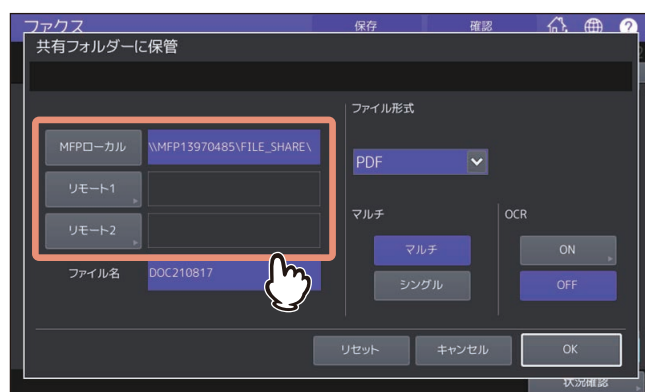 ファクス 保存 確認 ?
共有フォルダーに保管
ファイル形式
MFPローカル \\MFP13970485\FILE_SHARE\
PDF
リモート1
マルチ OCR
リモート2
マルチ ON
ファイル名 DOC210817
シングル OFF
リセット キャンセル OK
状況確認